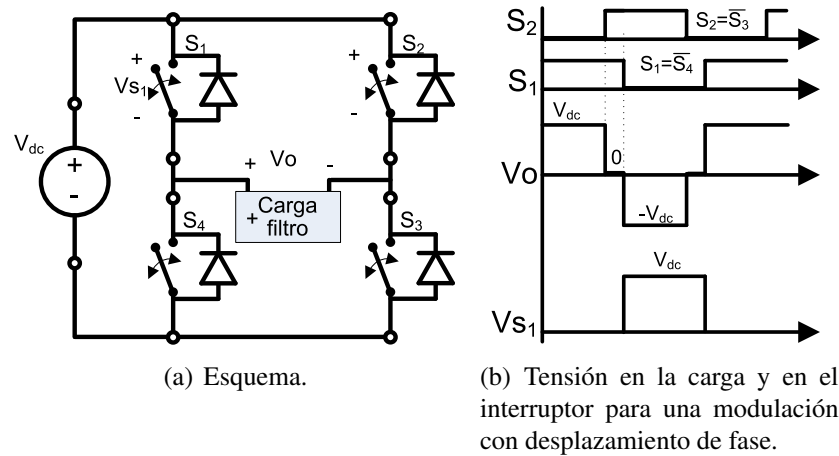 S1
S2
+
+
Vs1
-
-
Vdc
+
-
+ Vo -
S4
S3
+ Carga
filtro
(a) Esquema.
S2
S2=S̅3̅
S1
S1=S̅4̅
Vdc
0
Vo
-Vdc
Vdc
Vs1
(b) Tensión en la carga y en el
interruptor para una modulación
con desplazamiento de fase.